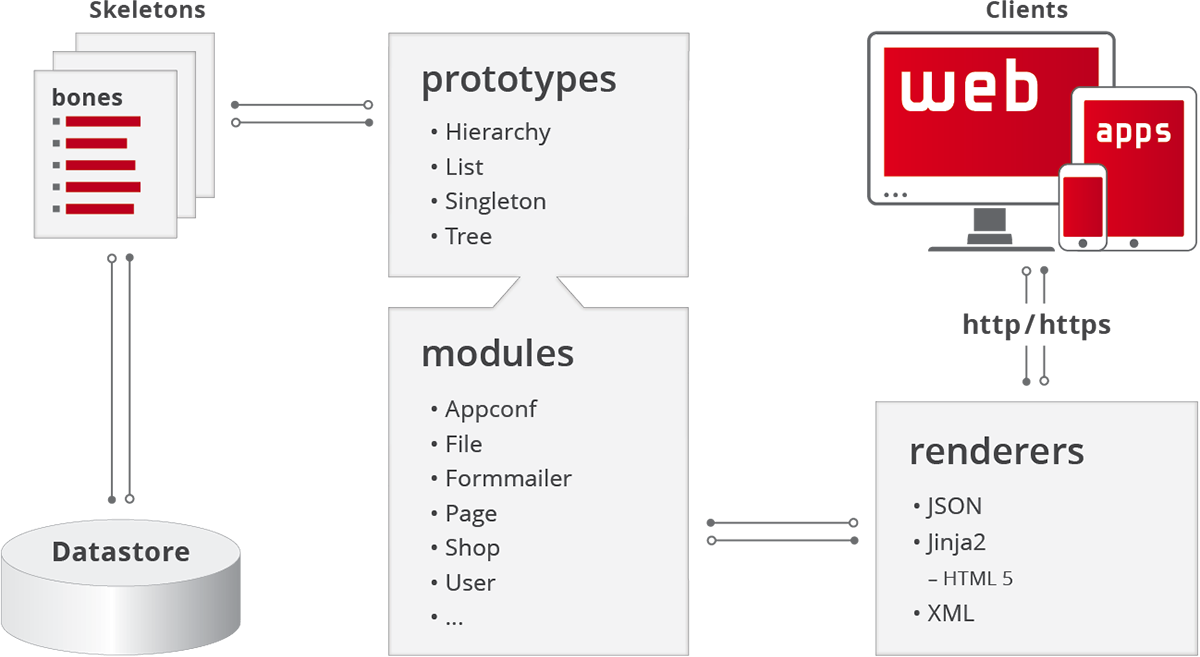 Skeletons
bones
prototypes
• Hierarchy
• List
• Singleton
• Tree
modules
• Appconf
• File
• Formmailer
• Page
• Shop
• User
• ...
Datastore
Clients
web
apps
http/https
renderers
• JSON
• Jinja2
– HTML 5
• XML